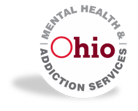 MENTAL HEALTH &
Ohio
ADDICTION SERVICES